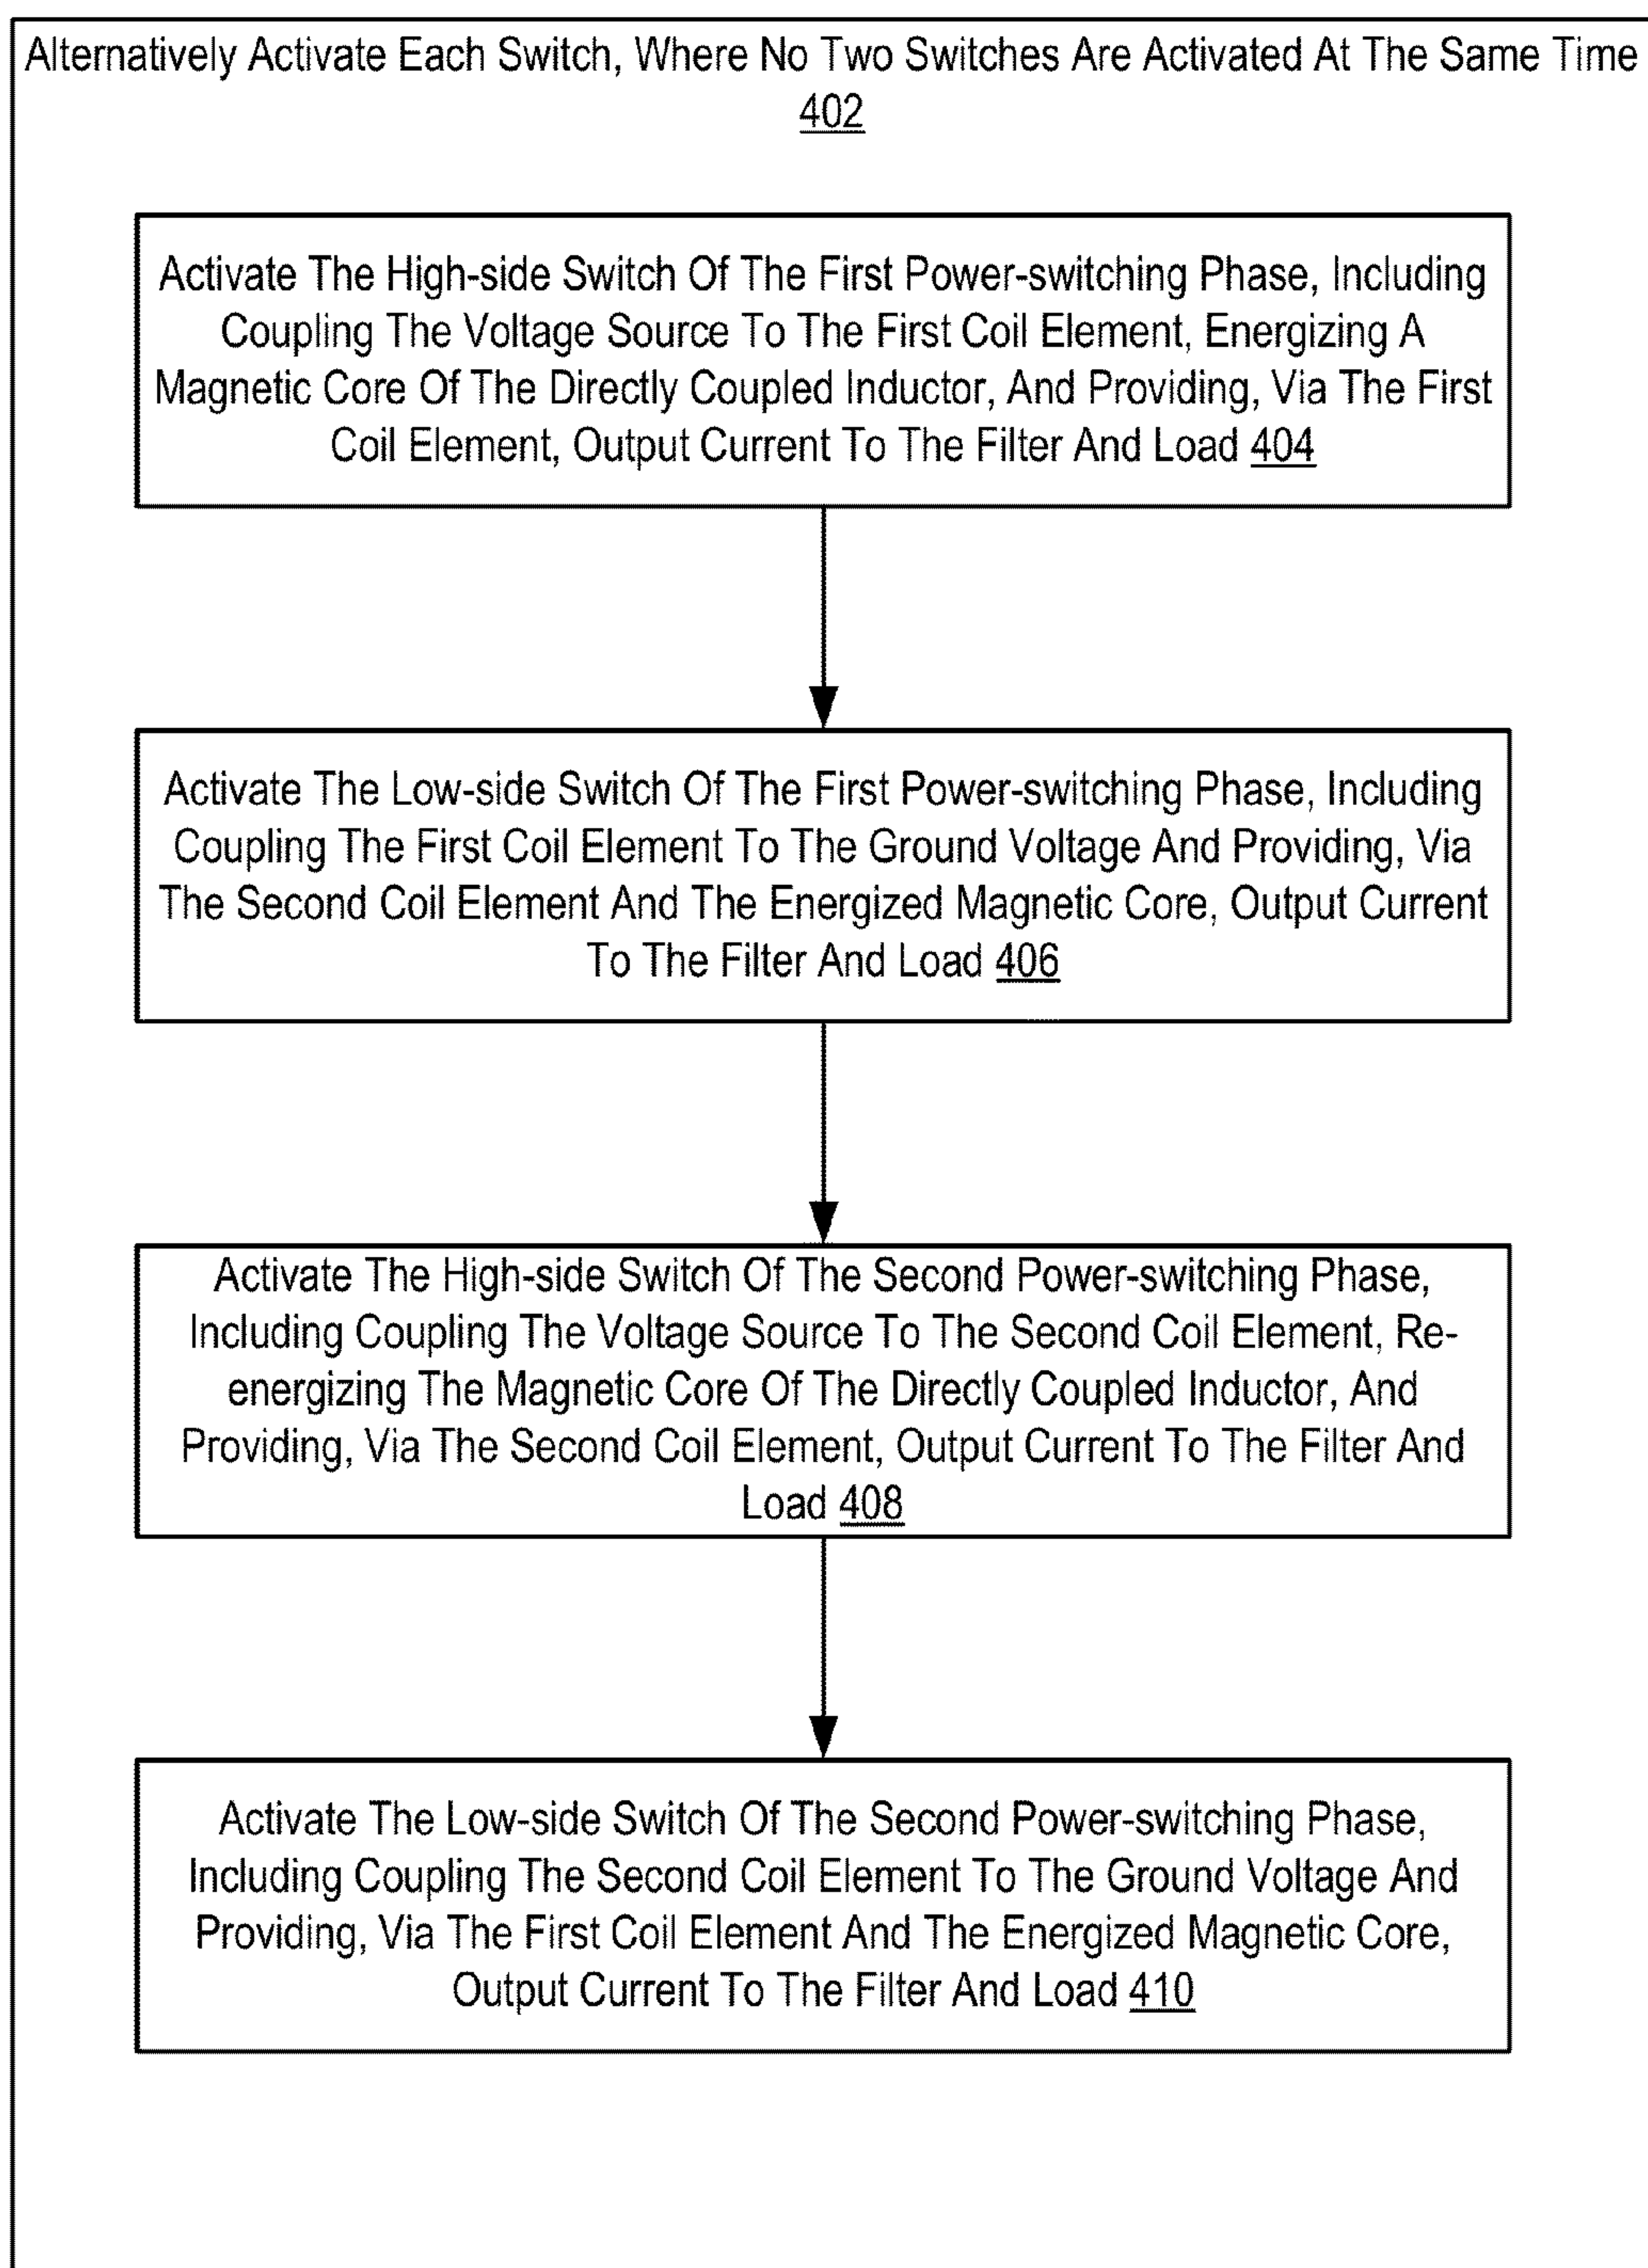 Alternatively Activate Each Switch, Where No Two Switches Are Activated At The Same Time
402
Activate The High-side Switch Of The First Power-switching Phase, Including
Coupling The Voltage Source To The First Coil Element, Energizing A
Magnetic Core Of The Directly Coupled Inductor, And Providing, Via The First
Coil Element, Output Current To The Filter And Load 404
Activate The Low-side Switch Of The First Power-switching Phase, Including
Coupling The First Coil Element To The Ground Voltage And Providing, Via
The Second Coil Element And The Energized Magnetic Core, Output Current
To The Filter And Load 406
Activate The High-side Switch Of The Second Power-switching Phase,
Including Coupling The Voltage Source To The Second Coil Element, Re-
energizing The Magnetic Core Of The Directly Coupled Inductor, And
Providing, Via The Second Coil Element, Output Current To The Filter And
Load 408
Activate The Low-side Switch Of The Second Power-switching Phase,
Including Coupling The Second Coil Element To The Ground Voltage And
Providing, Via The First Coil Element And The Energized Magnetic Core,
Output Current To The Filter And Load 410